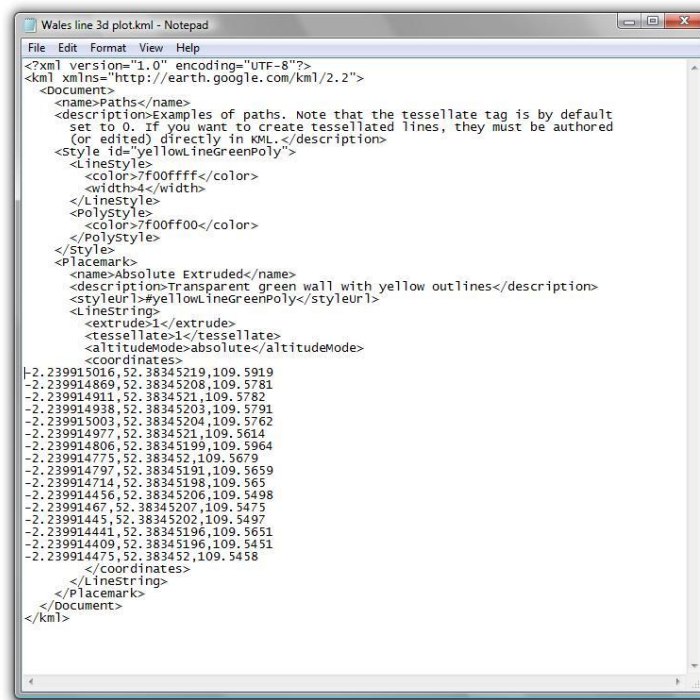 Wales line 3d plot.kml - Notepad
File Edit Format View Help
<?xml version="1.0" encoding="UTF-8"?>
<kml xmlns="http://earth.google.com/kml/2.2">
<Document>
<name>Paths</name>
<description>Examples of paths. Note that the tessellate tag is by default
set to 0. If you want to create tessellated lines, they must be authored
(or edited) directly in KML.</description>
<Style id="yellowLineGreenPoly">
<LineStyle>
<color>7f00ffff</color>
<width>4</width>
</LineStyle>
<PolyStyle>
<color>7f00ff00</color>
</PolyStyle>
</Style>
<Placemark>
<name>Absolute Extruded</name>
<description>Transparent green wall with yellow outlines</description>
<styleUrl>#yellowLineGreenPoly</styleUrl>
<LineString>
<extrude>1</extrude>
<tessellate>1</tessellate>
<altitudeMode>absolute</altitudeMode>
<coordinates>
-2.239915016,52.38345219,109.5919
-2.239914869,52.38345208,109.5781
-2.239914911,52.3834521,109.5782
-2.239914938,52.38345203,109.5791
-2.239915003,52.38345204,109.5762
-2.239914977,52.3834521,109.5614
-2.239914806,52.38345199,109.5964
-2.239914775,52.383452,109.5679
-2.239914797,52.38345191,109.5659
-2.239914714,52.38345198,109.565
-2.239914456,52.38345206,109.5498
-2.23991467,52.38345207,109.5475
-2.23991445,52.38345202,109.5497
-2.239914441,52.38345196,109.5651
-2.239914409,52.38345196,109.5451
-2.239914475,52.383452,109.5458
</coordinates>
</LineString>
</Placemark>
</Document>
</kml>